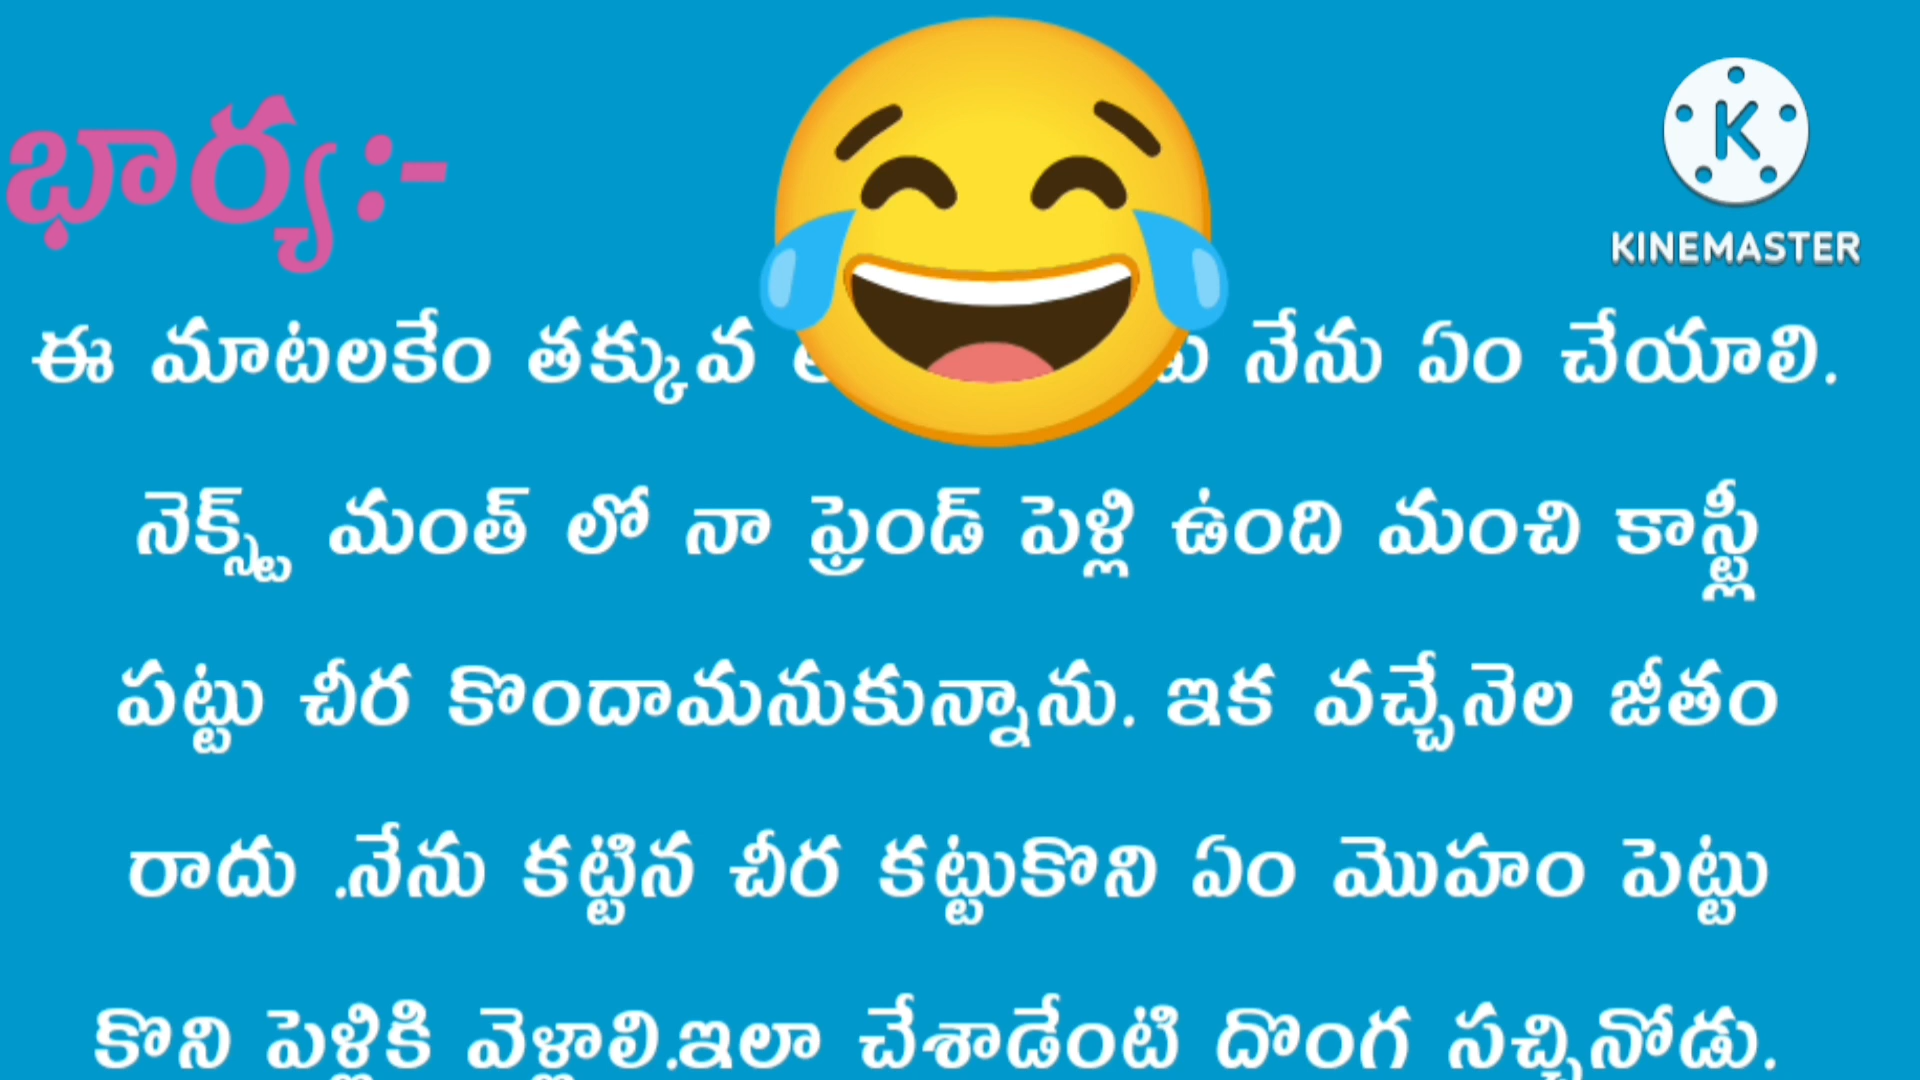 భార్య:-
KINEMASTER
ఈ మాటలకేం తక్కువ నేను ఏం చేయాలి.
నెక్స్ట్ మంత్ లో నా ఫ్రెండ్ పెళ్లి ఉంది మంచి కాస్ట్లీ
పట్టు చీర కొందామనుకున్నాను. ఇక వచ్చేనెల జీతం
రాదు .నేను కట్టిన చీర కట్టుకొని ఏం మొహం పెట్టు
కొని పెళ్లికి వెళ్లాలి.ఇలా చేశాడేంటి దొంగ సచ్చినోడు.